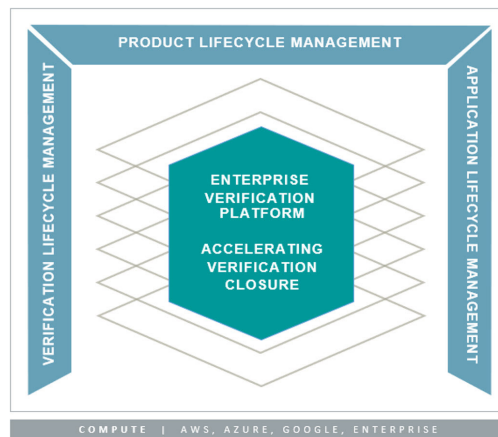 PRODUCT LIFECYCLE MANAGEMENT
VERIFICATION LIFECYCLE MANAGEMENT
ENTERPRISE
VERIFICATION
PLATFORM
ACCELERATING
VERIFICATION
CLOSURE
APPLICATION LIFECYCLE MANAGEMENT
COMPUTE | AWS, AZURE, GOOGLE, ENTERPRISE